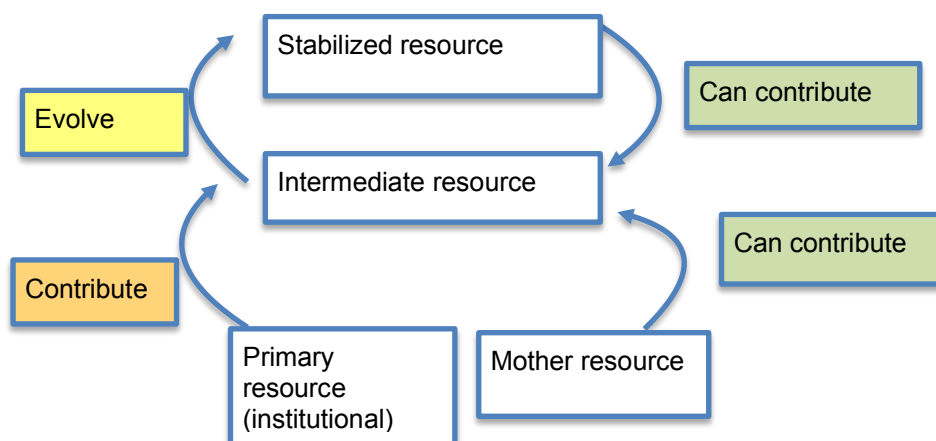 Stabilized resource
Can contribute
Evolve
Intermediate resource
Can contribute
Contribute
Primary
resource
(institutional)
Mother resource